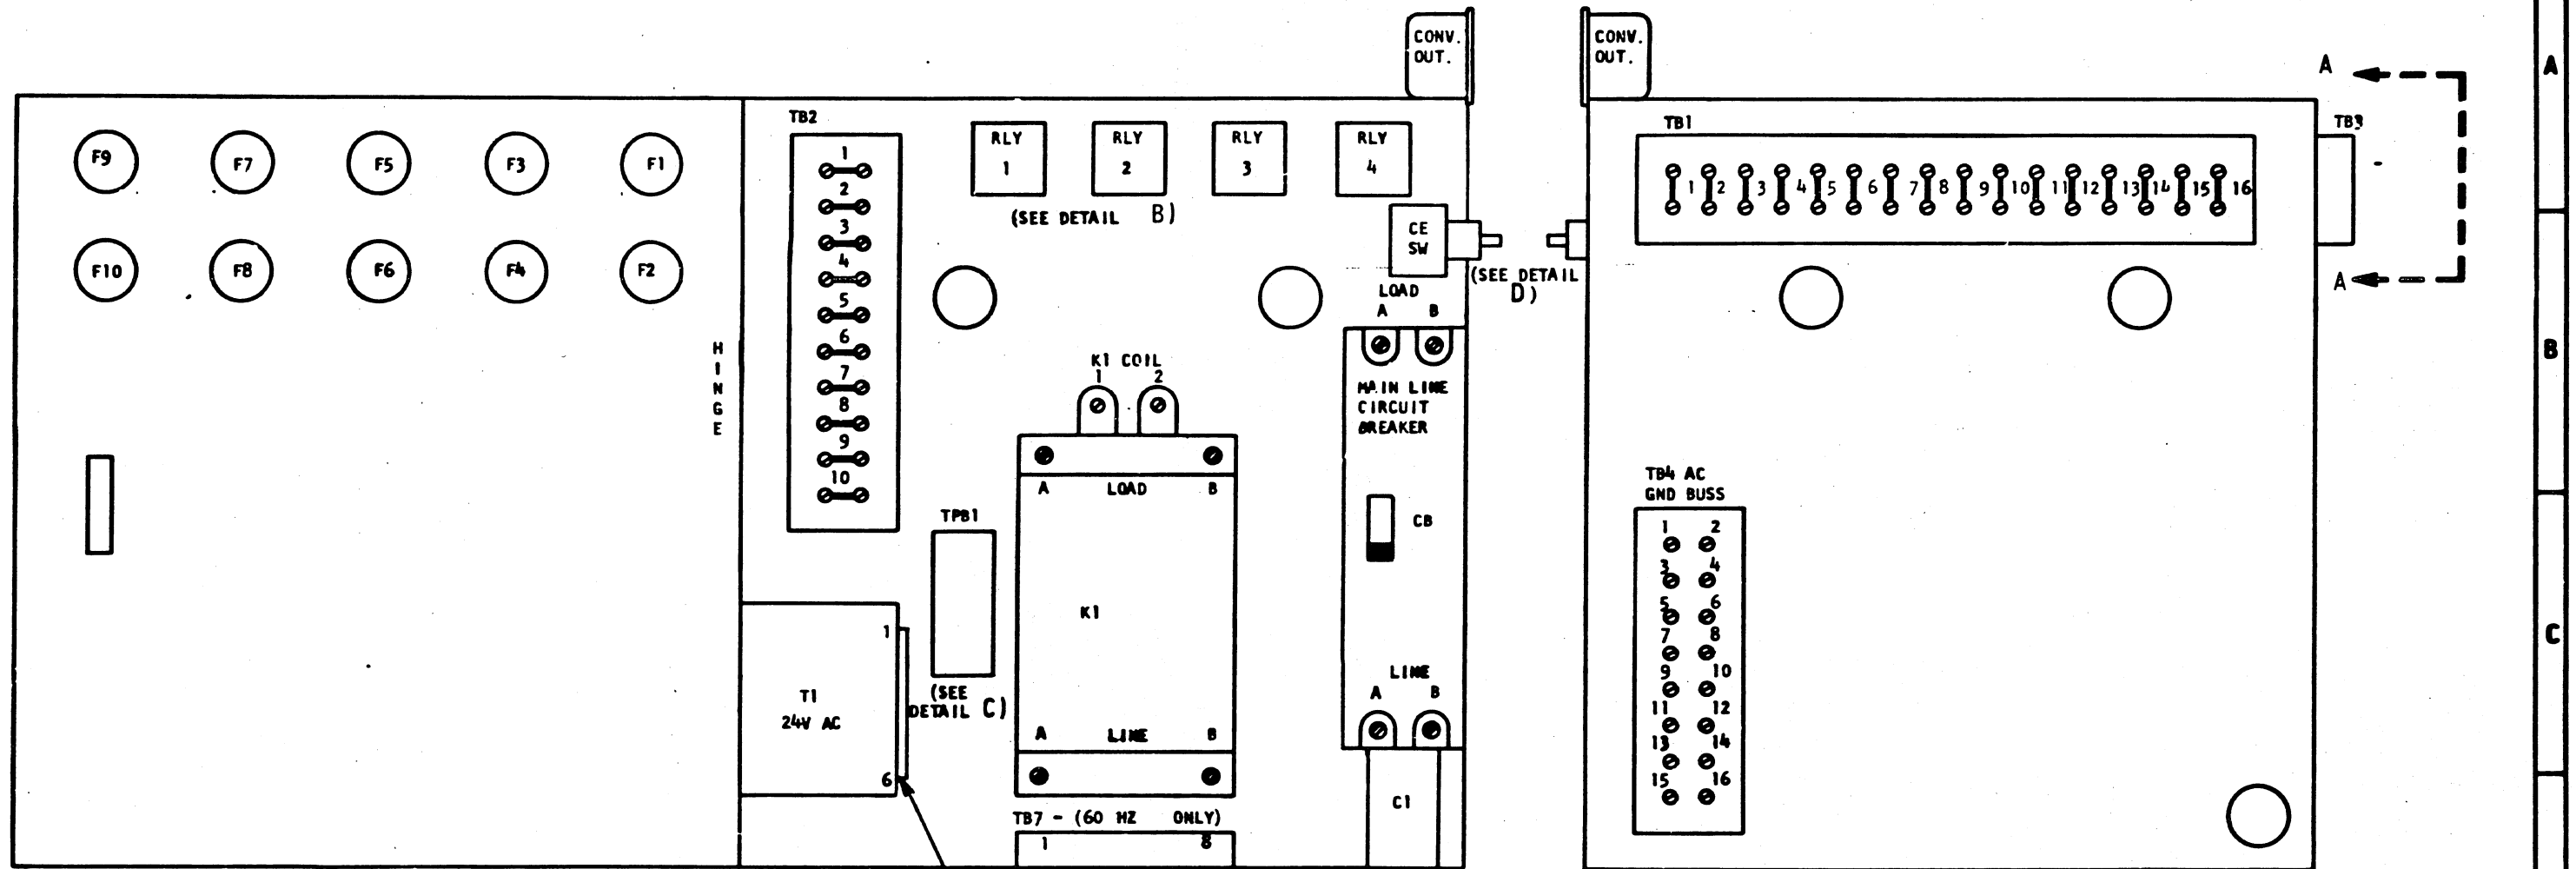 CONV.
OUT.
CONV.
OUT.
A
A
F9
F7
F5
F3
F1
F10
F8
F6
F4
F2
H
I
N
G
E
TB2
1
2
3
4
5
6
7
8
9
10
RLY
1
RLY
2
RLY
3
RLY
4
(SEE DETAIL B)
CE
SW
(SEE DETAIL
D)
LOAD
A B
MAIN LINE
CIRCUIT
BREAKER
CB
LINE
A B
C1
K1 COIL
1 2
A LOAD B
K1
A LINE B
TPB1
(SEE
DETAIL C)
1
T1
24V AC
6
TB7 - (60 HZ ONLY)
1 8
TB1
1 2 3 4 5 6 7 8 9 10 11 12 13 14 15 16
TB3
A
B
TB4 AC
GND BUSS
1 2
3 4
5 6
7 8
9 10
11 12
13 14
15 16
C